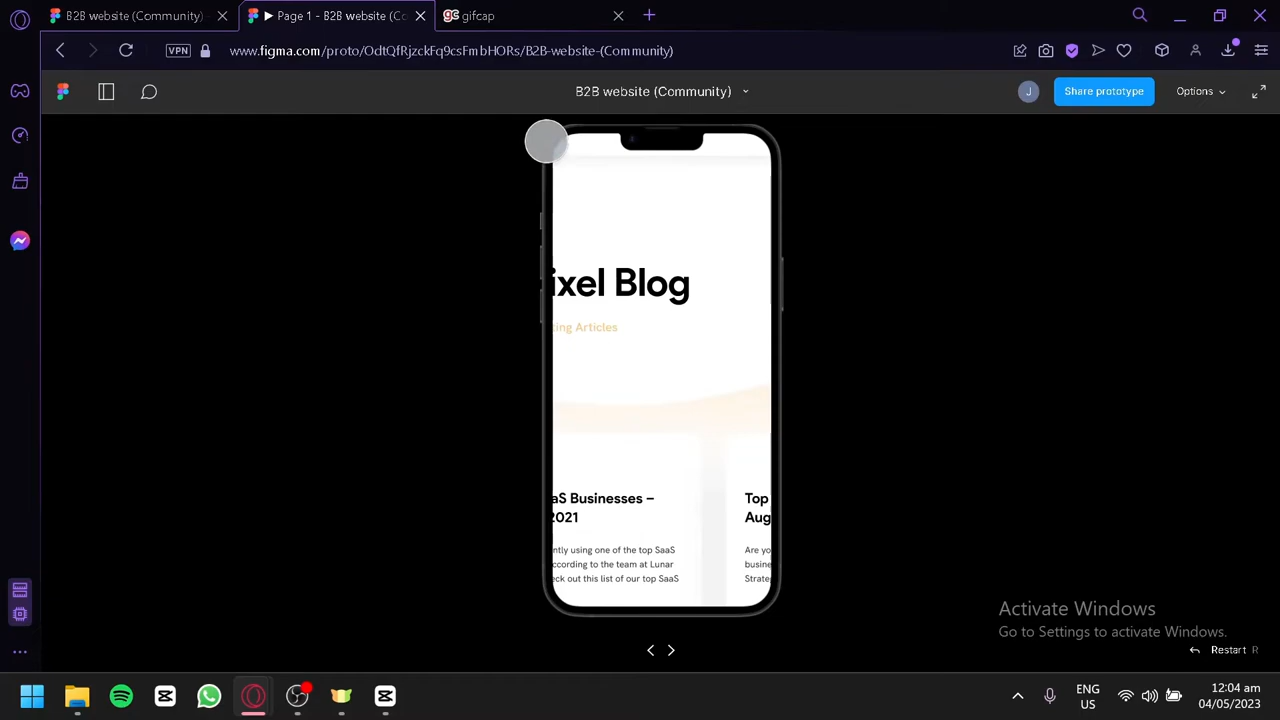 B2B website (Community)
Page 1 - B2B website (Co
gc gifcap
VPN
www.figma.com/proto/OdtQfRjzckFq9csFmbHORs/B2B-website-(Community)
B2B website (Community)
J
Share prototype
Options
ixel Blog
ting Articles
aS Businesses –
2021
Top
Aug
ntly using one of the top SaaS
ccording to the team at Lunar
eck out this list of our top SaaS
Are yo
busine
Strate
Activate Windows
Go to Settings to activate Windows.
Restart R
ENG
US
12:04 am
04/05/2023